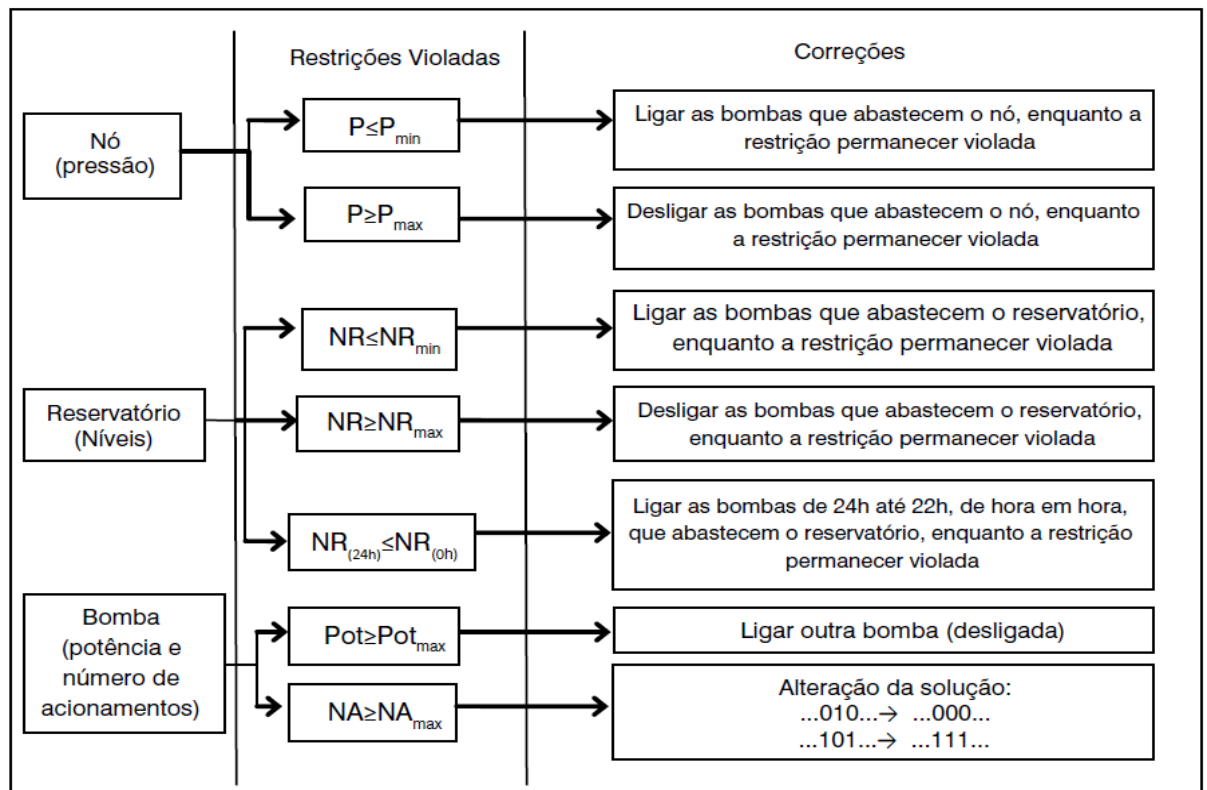 Restrições Violadas
Correções
Nó
(pressão)
P≤Pmin
Ligar as bombas que abastecem o nó, enquanto a
restrição permanecer violada
P≥Pmax
Desligar as bombas que abastecem o nó, enquanto
a restrição permanecer violada
Reservatório
(Níveis)
NR≤NRmin
Ligar as bombas que abastecem o reservatório,
enquanto a restrição permanecer violada
NR≥NRmax
Desligar as bombas que abastecem o reservatório,
enquanto a restrição permanecer violada
NR(24h)≤NR(0h)
Ligar as bombas de 24h até 22h, de hora em hora,
que abastecem o reservatório, enquanto a restrição
permanecer violada
Bomba
(potência e
número de
acionamentos)
Pot≥Potmax
Ligar outra bomba (desligada)
NA≥NAmax
Alteração da solução:
...010...→ ...000...
...101...→ ...111...